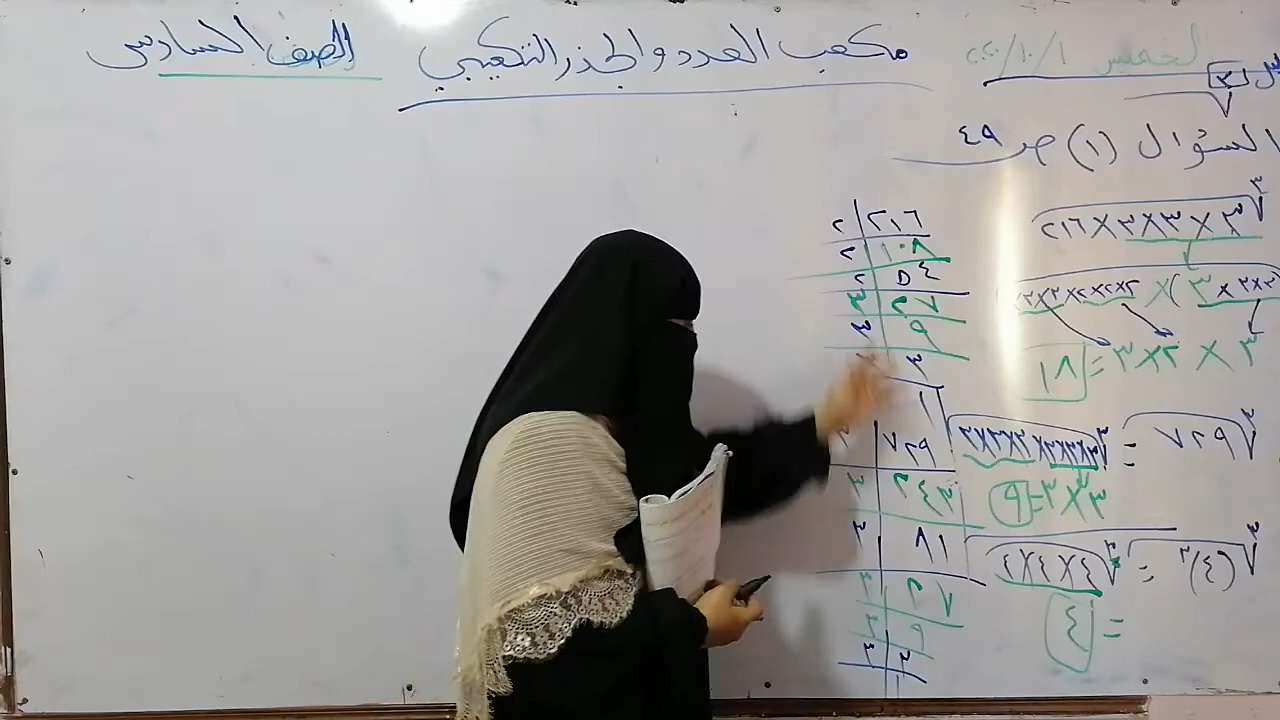 الخميس ٢٠٢٠/١٠/١
مكعب العدد والجذر التكعيبي
الصف السادس
السؤال (١) ص ٤٩
∛٣×٣×٣×٢١٦
(٣×٣×٣) × ٢×٢×٢×٣×٣×٣
٣ × ٢×٣ = ١٨
∛٧٢٩ = ∛٣×٣×٣×٣×٣×٣
٣×٣=٩
∛(٤)³ = ∛٤×٤×٤
= ٤
٢١٦ | ٢
١٠٨ | ٢
٥٤ | ٢
٢٧ | ٣
٩ | ٣
٣
١
٧٢٩ | ٣
٢٤٣ | ٣
٨١ | ٣
٢٧ | ٣
٩ | ٣
٣ | ٣
١